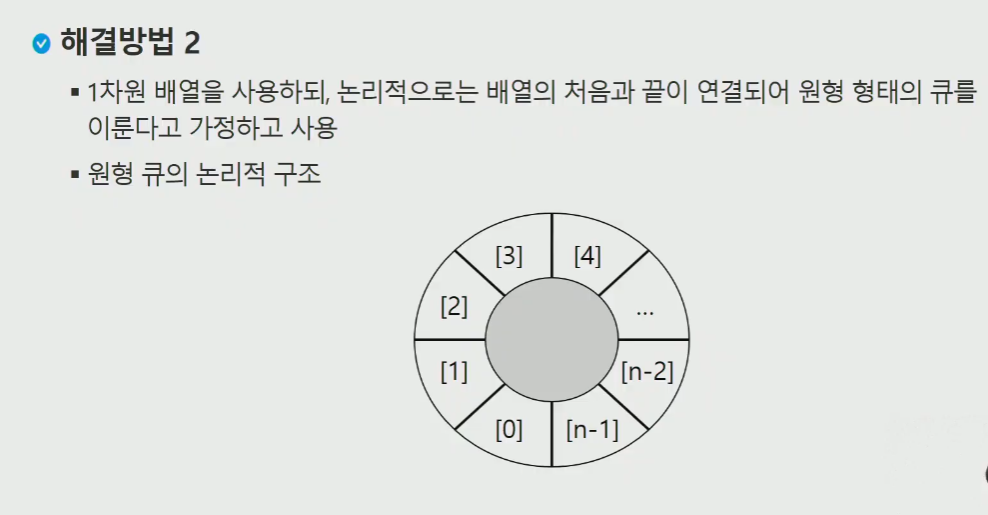 해결방법 2
▪ 1차원 배열을 사용하되, 논리적으로는 배열의 처음과 끝이 연결되어 원형 형태의 큐를
이룬다고 가정하고 사용
▪ 원형 큐의 논리적 구조
[3] [4]
[2] ...
[1] [n-2]
[0] [n-1]